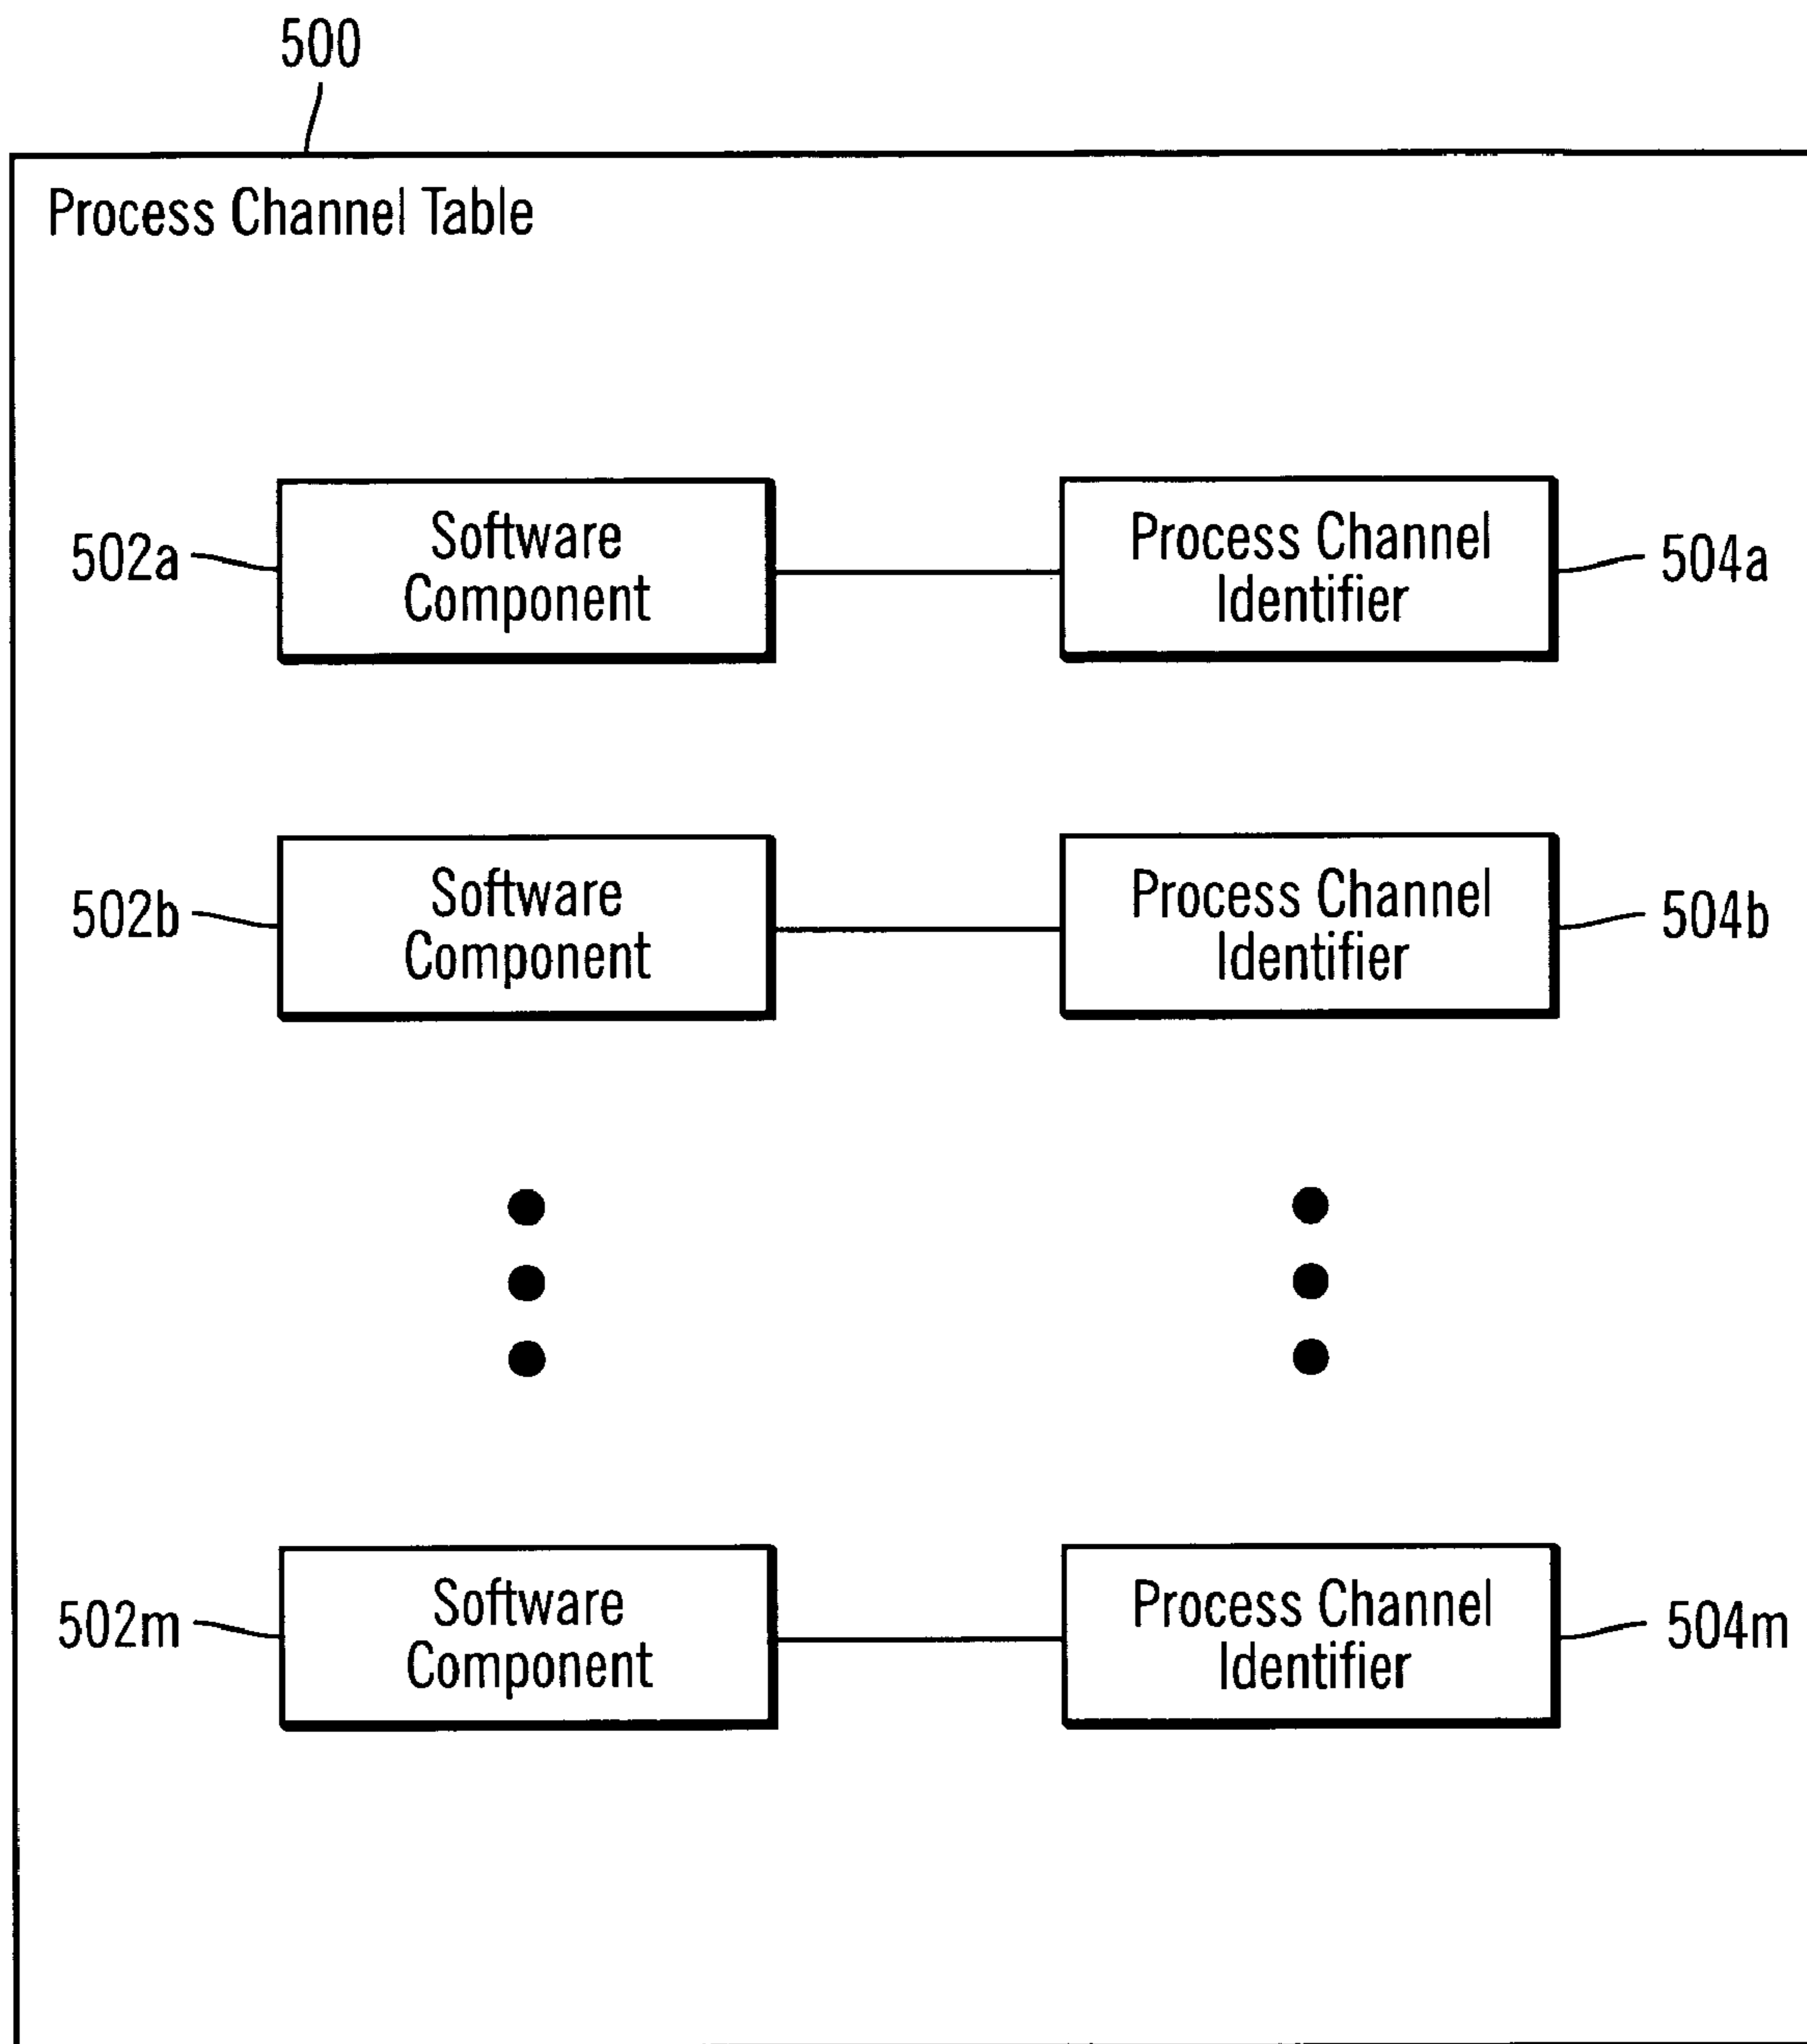 500
Process Channel Table
502a
Software
Component
Process Channel
Identifier
504a
502b
Software
Component
Process Channel
Identifier
504b
502m
Software
Component
Process Channel
Identifier
504m